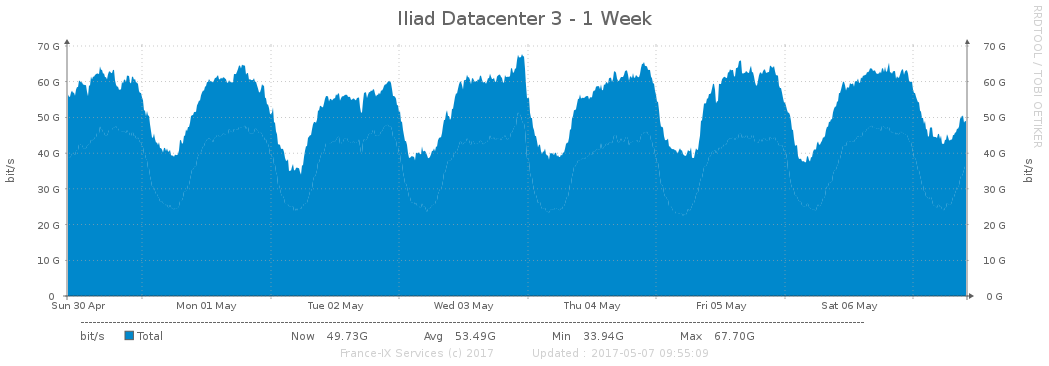 Iliad Datacenter 3 - 1 Week
RRDTOOL / TOBI OETIKER
70 G 70 G
60 G 60 G
50 G 50 G
40 G 40 G
30 G 30 G
20 G 20 G
10 G 10 G
0 0 G
bit/s bit/s
Sun 30 Apr Mon 01 May Tue 02 May Wed 03 May Thu 04 May Fri 05 May Sat 06 May
bit/s Total Now 49.73G Avg 53.49G Min 33.94G Max 67.70G
France-IX Services (c) 2017 Updated : 2017-05-07 09:55:09